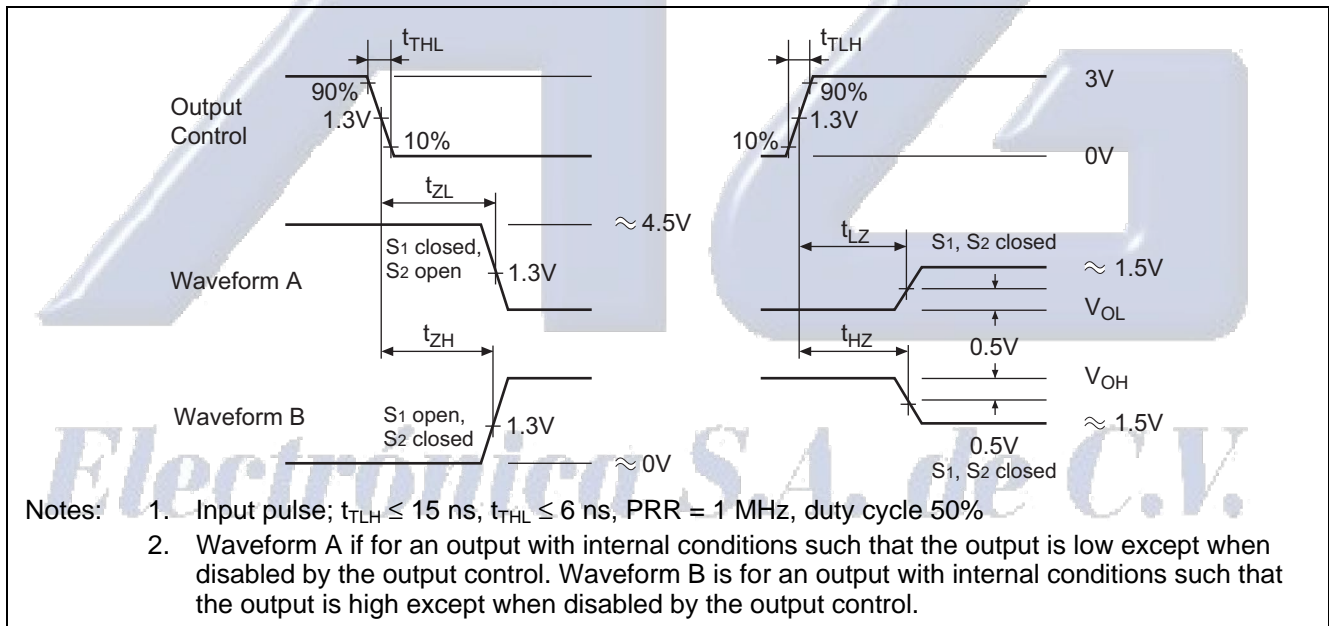 tTHL
tTLH
Output
Control
90%
1.3V
10%
90%
1.3V
10%
3V
0V
tZL
≈ 4.5V
S1 closed,
S2 open
Waveform A
1.3V
tLZ
S1, S2 closed
≈ 1.5V
VOL
0.5V
tZH
tHZ
VOH
Waveform B
S1 open,
S2 closed
1.3V
≈ 0V
≈ 1.5V
0.5V
S1, S2 closed
Electrónica S.A. de C.V.
Notes: 1. Input pulse; tTLH ≤ 15 ns, tTHL ≤ 6 ns, PRR = 1 MHz, duty cycle 50%
2. Waveform A if for an output with internal conditions such that the output is low except when
disabled by the output control. Waveform B is for an output with internal conditions such that
the output is high except when disabled by the output control.